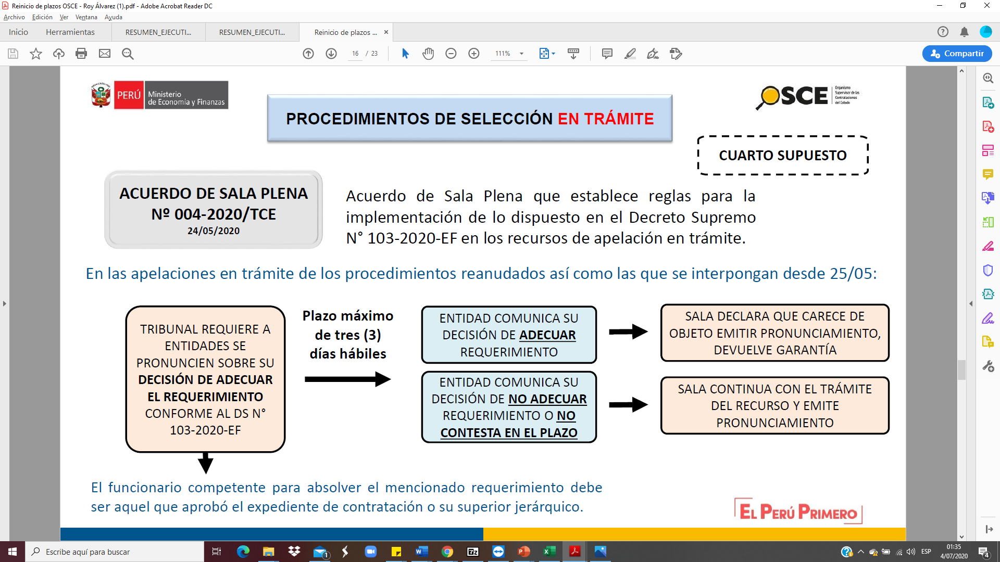 Reinicio de plazos OSCE - Roy Álvarez (1).pdf - Adobe Acrobat Reader DC
Archivo Edición Ver Ventana Ayuda
Inicio Herramientas RESUMEN_EJECUTI... RESUMEN_EJECUTI... Reinicio de plazos ... ×
16 / 23 111% Compartir
PERÚ Ministerio
de Economía y Finanzas
OSCE
Organismo
Supervisor de las
Contrataciones
del Estado
PROCEDIMIENTOS DE SELECCIÓN EN TRÁMITE
CUARTO SUPUESTO
ACUERDO DE SALA PLENA
Nº 004-2020/TCE
24/05/2020
Acuerdo de Sala Plena que establece reglas para la
implementación de lo dispuesto en el Decreto Supremo
N° 103-2020-EF en los recursos de apelación en trámite.
En las apelaciones en trámite de los procedimientos reanudados así como las que se interpongan desde 25/05:
TRIBUNAL REQUIERE A
ENTIDADES SE
PRONUNCIEN SOBRE SU
DECISIÓN DE ADECUAR
EL REQUERIMIENTO
CONFORME AL DS N°
103-2020-EF
Plazo máximo
de tres (3)
días hábiles
ENTIDAD COMUNICA SU
DECISIÓN DE ADECUAR
REQUERIMIENTO
SALA DECLARA QUE CARECE DE
OBJETO EMITIR PRONUNCIAMIENTO,
DEVUELVE GARANTÍA
ENTIDAD COMUNICA SU
DECISIÓN DE NO ADECUAR
REQUERIMIENTO O NO
CONTESTA EN EL PLAZO
SALA CONTINUA CON EL TRÁMITE
DEL RECURSO Y EMITE
PRONUNCIAMIENTO
El funcionario competente para absolver el mencionado requerimiento debe
ser aquel que aprobó el expediente de contratación o su superior jerárquico.
EL PERÚ PRIMERO
Escribe aquí para buscar
1
ESP
01:35
4/07/2020
4